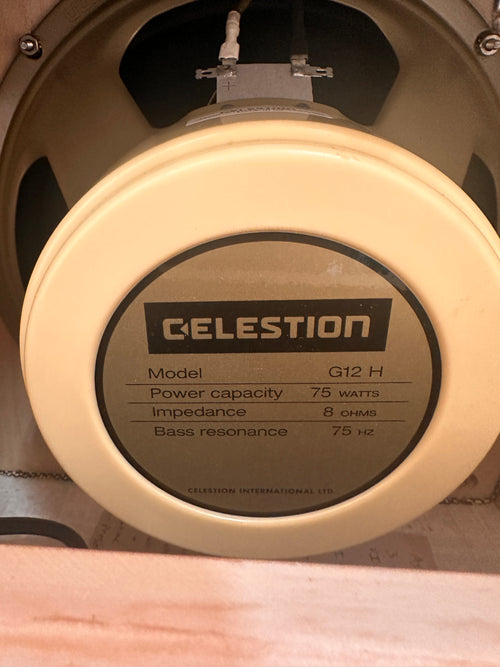 +
CELESTION
Model G12 H
Power capacity 75 WATTS
Impedance 8 OHMS
Bass resonance 75 HZ
CELESTION INTERNATIONAL LTD.